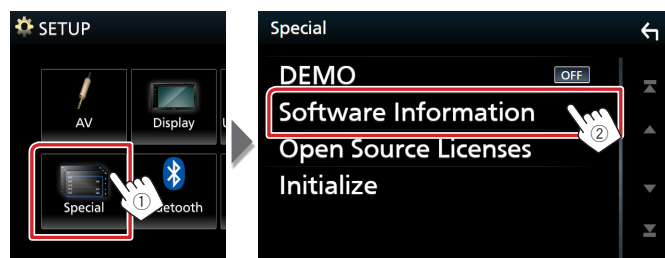 SETUP
AV
Display
Special
etooth
①
Special
DEMO
OFF
Software Information
②
Open Source Licenses
Initialize